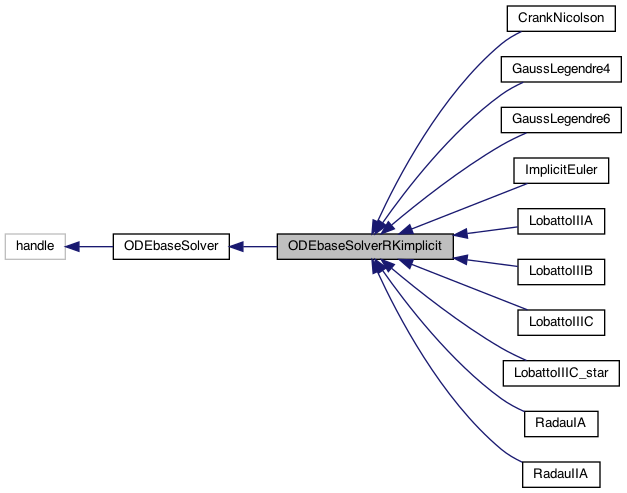 CrankNicolson
GaussLegendre4
GaussLegendre6
ImplicitEuler
LobattoIIIA
handle
ODEbaseSolver
ODEbaseSolverRKimplicit
LobattoIIIB
LobattoIIIC
LobattoIIIC_star
RadauIA
RadauIIA